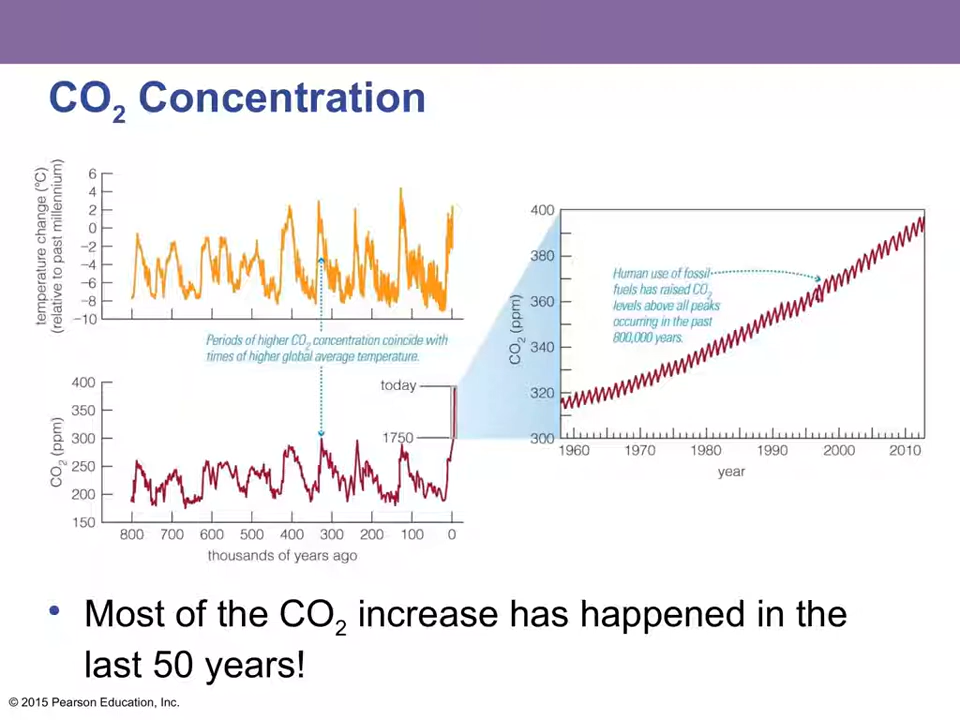 CO₂ Concentration
temperature change (°C)
(relative to past millennium)
6
4
2
0
−2
−4
−6
−8
−10
Periods of higher CO₂ concentration coincide with
times of higher global average temperature.
CO₂ (ppm)
400
350
300
250
200
150
today
1750
800 700 600 500 400 300 200 100 0
thousands of years ago
CO₂ (ppm)
400
380
360
340
320
300
Human use of fossil
fuels has raised CO₂
levels above all peaks
occurring in the past
800,000 years.
1960 1970 1980 1990 2000 2010
year
• Most of the CO₂ increase has happened in the
last 50 years!
© 2015 Pearson Education, Inc.